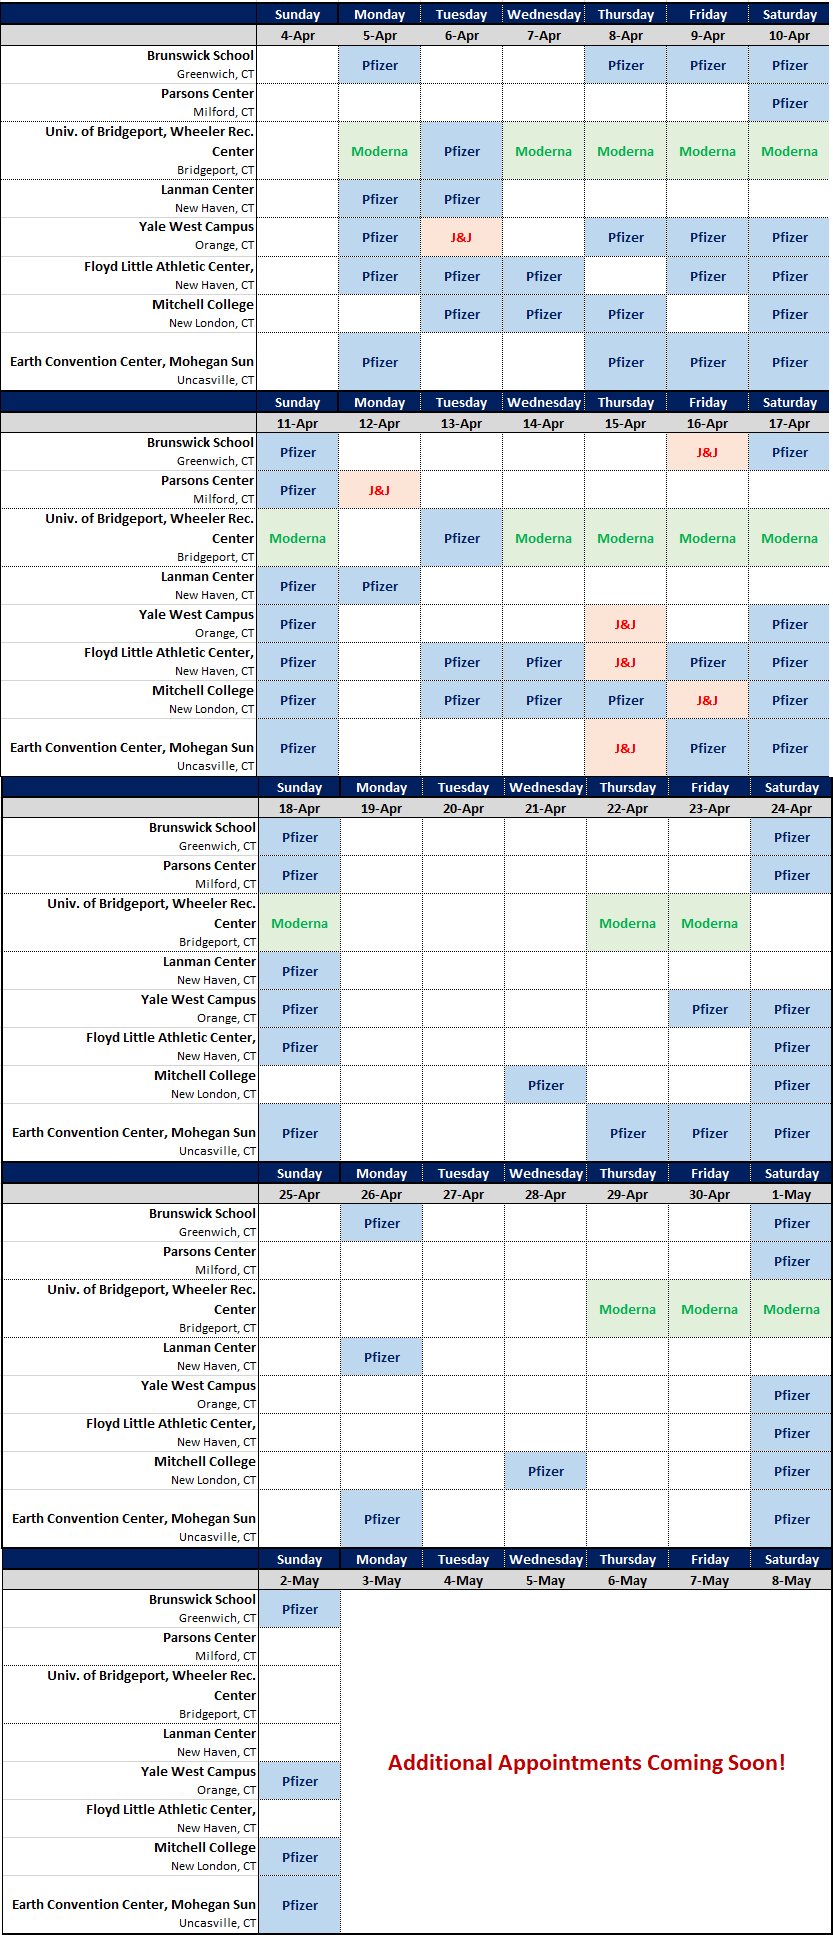 Sunday Monday Tuesday Wednesday Thursday Friday Saturday
4-Apr 5-Apr 6-Apr 7-Apr 8-Apr 9-Apr 10-Apr
Brunswick School
Greenwich, CT
Pfizer Pfizer Pfizer Pfizer
Parsons Center
Milford, CT
Pfizer
Univ. of Bridgeport, Wheeler Rec.
Center
Bridgeport, CT
Moderna Pfizer Moderna Moderna Moderna Moderna
Lanman Center
New Haven, CT
Pfizer Pfizer
Yale West Campus
Orange, CT
Pfizer J&J Pfizer Pfizer Pfizer
Floyd Little Athletic Center,
New Haven, CT
Pfizer Pfizer Pfizer Pfizer Pfizer
Mitchell College
New London, CT
Pfizer Pfizer Pfizer Pfizer
Earth Convention Center, Mohegan Sun
Uncasville, CT
Pfizer Pfizer Pfizer Pfizer
Sunday Monday Tuesday Wednesday Thursday Friday Saturday
11-Apr 12-Apr 13-Apr 14-Apr 15-Apr 16-Apr 17-Apr
Brunswick School
Greenwich, CT
Pfizer J&J Pfizer
Parsons Center
Milford, CT
Pfizer J&J
Univ. of Bridgeport, Wheeler Rec.
Center
Bridgeport, CT
Moderna Pfizer Moderna Moderna Moderna Moderna
Lanman Center
New Haven, CT
Pfizer Pfizer
Yale West Campus
Orange, CT
Pfizer J&J Pfizer
Floyd Little Athletic Center,
New Haven, CT
Pfizer Pfizer Pfizer J&J Pfizer Pfizer
Mitchell College
New London, CT
Pfizer Pfizer Pfizer Pfizer J&J Pfizer
Earth Convention Center, Mohegan Sun
Uncasville, CT
Pfizer J&J Pfizer Pfizer
Sunday Monday Tuesday Wednesday Thursday Friday Saturday
18-Apr 19-Apr 20-Apr 21-Apr 22-Apr 23-Apr 24-Apr
Brunswick School
Greenwich, CT
Pfizer Pfizer
Parsons Center
Milford, CT
Pfizer Pfizer
Univ. of Bridgeport, Wheeler Rec.
Center
Bridgeport, CT
Moderna Moderna Moderna
Lanman Center
New Haven, CT
Pfizer
Yale West Campus
Orange, CT
Pfizer Pfizer Pfizer
Floyd Little Athletic Center,
New Haven, CT
Pfizer Pfizer
Mitchell College
New London, CT
Pfizer Pfizer
Earth Convention Center, Mohegan Sun
Uncasville, CT
Pfizer Pfizer Pfizer Pfizer
Sunday Monday Tuesday Wednesday Thursday Friday Saturday
25-Apr 26-Apr 27-Apr 28-Apr 29-Apr 30-Apr 1-May
Brunswick School
Greenwich, CT
Pfizer Pfizer
Parsons Center
Milford, CT
Pfizer
Univ. of Bridgeport, Wheeler Rec.
Center
Bridgeport, CT
Moderna Moderna Moderna
Lanman Center
New Haven, CT
Pfizer
Yale West Campus
Orange, CT
Pfizer
Floyd Little Athletic Center,
New Haven, CT
Pfizer
Mitchell College
New London, CT
Pfizer Pfizer
Earth Convention Center, Mohegan Sun
Uncasville, CT
Pfizer Pfizer
Sunday Monday Tuesday Wednesday Thursday Friday Saturday
2-May 3-May 4-May 5-May 6-May 7-May 8-May
Brunswick School
Greenwich, CT
Pfizer
Parsons Center
Milford, CT
Univ. of Bridgeport, Wheeler Rec.
Center
Bridgeport, CT
Lanman Center
New Haven, CT
Yale West Campus
Orange, CT
Pfizer
Floyd Little Athletic Center,
New Haven, CT
Mitchell College
New London, CT
Pfizer
Earth Convention Center, Mohegan Sun
Uncasville, CT
Pfizer
Additional Appointments Coming Soon!